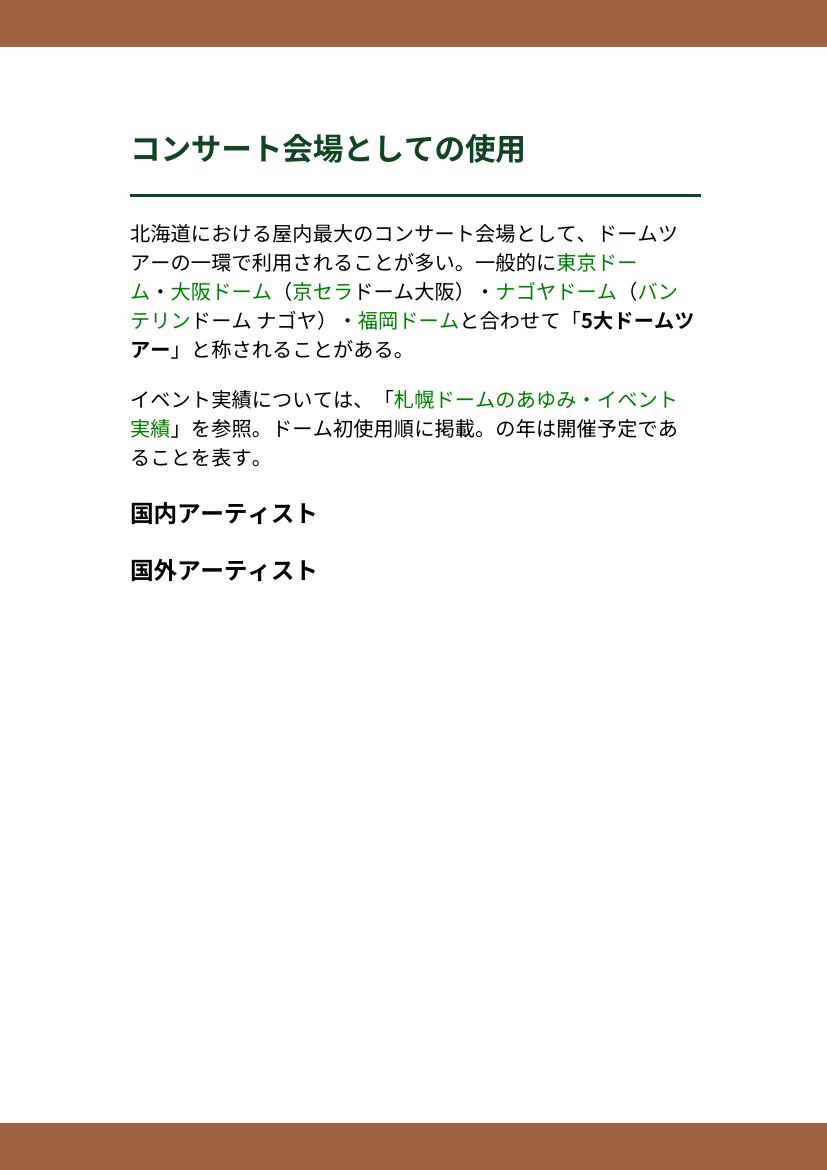 コンサート会場としての使用
北海道における屋内最大のコンサート会場として、ドームツ
アーの一環で利用されることが多い。一般的に東京ドー
ム・大阪ドーム（京セラドーム大阪）・ナゴヤドーム（バン
テリンドーム ナゴヤ）・福岡ドームと合わせて「5大ドームツ
アー」と称されることがある。
イベント実績については、「札幌ドームのあゆみ・イベント
実績」を参照。ドーム初使用順に掲載。の年は開催予定であ
ることを表す。
国内アーティスト
国外アーティスト